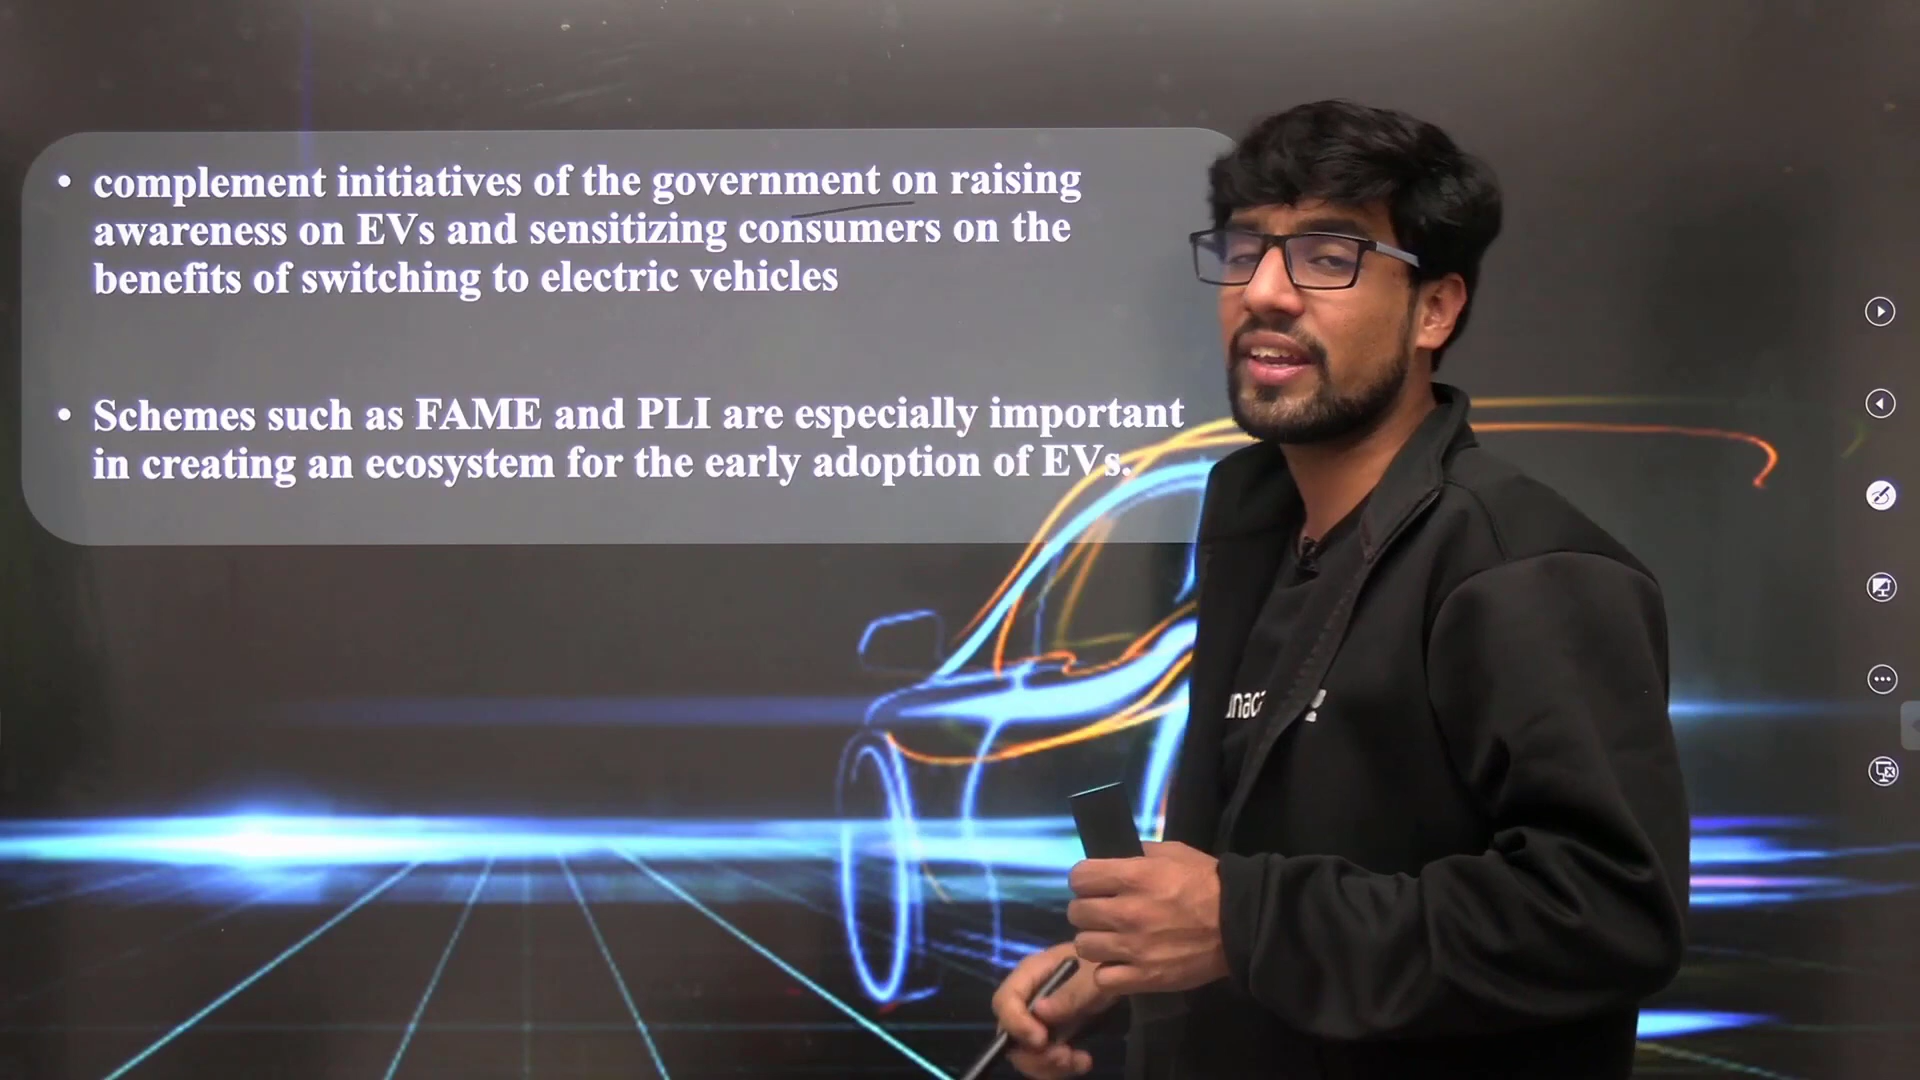 • complement initiatives of the government on raising
awareness on EVs and sensitizing consumers on the
benefits of switching to electric vehicles
• Schemes such as FAME and PLI are especially important
in creating an ecosystem for the early adoption of EVs.